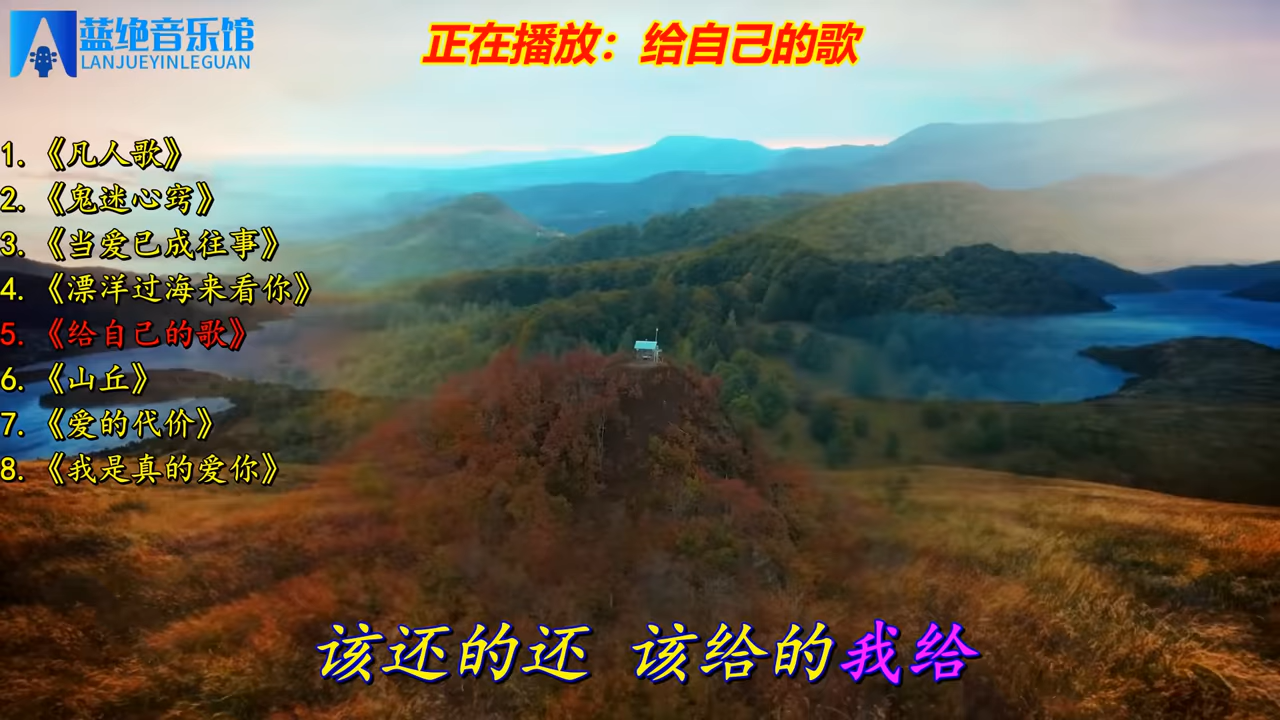 蓝绝音乐馆
LANJUEYINLEGUAN
正在播放：给自己的歌
1. 《凡人歌》
2. 《鬼迷心窍》
3. 《当爱已成往事》
4. 《漂洋过海来看你》
5. 《给自己的歌》
6. 《山丘》
7. 《爱的代价》
8. 《我是真的爱你》
该还的还 该给的我给